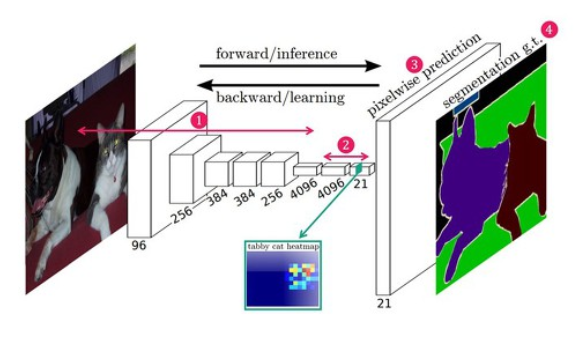 4
forward/inference
3
pixelwise prediction
segmentation g.t.
backward/learning
1
2
96
256
384
384
256
4096
4096
21
tabby cat heatmap
21